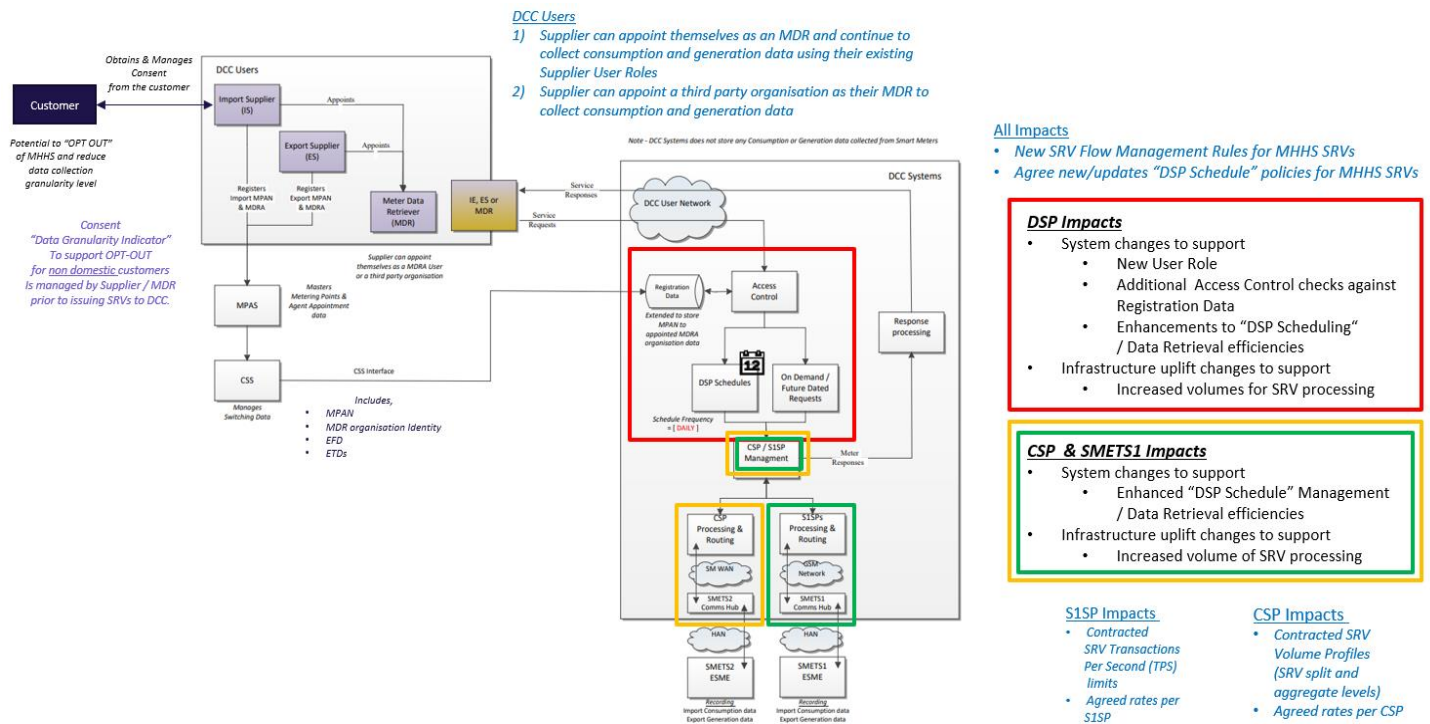 DCC Users
1) Supplier can appoint themselves as an MDR and continue to
collect consumption and generation data using their existing
Supplier User Roles
2) Supplier can appoint a third party organisation as their MDR to
collect consumption and generation data
Obtains & Manages
Consent
from the customer
Customer
Potential to “OPT OUT”
of MHHS and reduce
data collection
granularity level
Consent
“Data Granularity Indicator”
To support OPT-OUT
for non domestic customers
Is managed by Supplier / MDR
prior to issuing SRVs to DCC.
DCC Users
Import Supplier
(IS)
Appoints
Export Supplier
(ES)
Appoints
Registers
Import MPAN
& MDRA
Registers
Export MPAN
& MDRA
Meter Data
Retriever
(MDR)
IE, ES or
MDR
Supplier can appoint
themselves as a MDRA User
or a third party organisation
MPAS
Masters
Metering Points &
Agent Appointment
data
CSS
Manages
Switching Data
CSS Interface
Includes,
• MPAN
• MDR organisation Identity
• EFD
• ETDs
Note - DCC Systems does not store any Consumption or Generation data collected from Smart Meters
DCC Systems
Service
Responses
Service
Requests
DCC User Network
Registration
Data
Extended to store
MPAN to
appointed MDRA
organisation data
Access
Control
Response
processing
12
DSP Schedules
On Demand /
Future Dated
Requests
Schedule Frequency
= [ DAILY ]
CSP / S1SP
Managment
Meter
Responses
CSP
Processing &
Routing
S1SPs
Processing &
Routing
SM WAN
GSM
Network
SMETS2
Comms Hub
SMETS1
Comms Hub
HAN
HAN
SMETS2
ESME
SMETS1
ESME
Recording
Import Consumption data
Export Generation data
Recording
Import Consumption data
Export Generation data
All Impacts
• New SRV Flow Management Rules for MHHS SRVs
• Agree new/updates “DSP Schedule” policies for MHHS SRVs
DSP Impacts
• System changes to support
• New User Role
• Additional Access Control checks against
Registration Data
• Enhancements to “DSP Scheduling“
/ Data Retrieval efficiencies
• Infrastructure uplift changes to support
• Increased volumes for SRV processing
CSP & SMETS1 Impacts
• System changes to support
• Enhanced “DSP Schedule” Management
/ Data Retrieval efficiencies
• Infrastructure uplift changes to support
• Increased volume of SRV processing
S1SP Impacts
• Contracted
SRV Transactions
Per Second (TPS)
limits
• Agreed rates per
S1SP
CSP Impacts
• Contracted SRV
Volume Profiles
(SRV split and
aggregate levels)
• Agreed rates per CSP